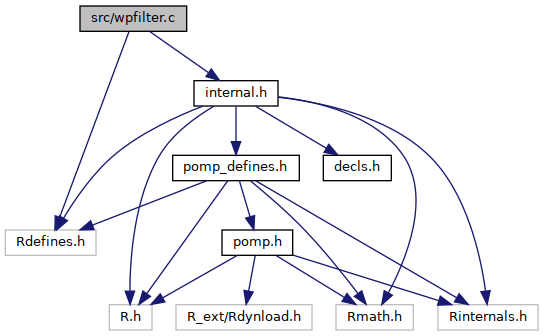 src/wpfilter.c
internal.h
pomp_defines.h
decls.h
Rdefines.h
pomp.h
R.h
R_ext/Rdynload.h
Rmath.h
Rinternals.h